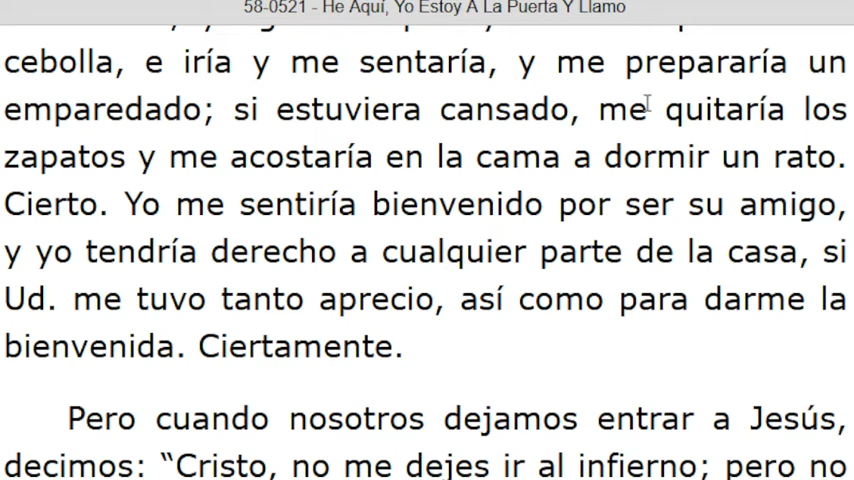 58-0521 - He Aquí, Yo Estoy A La Puerta Y Llamo
cebolla, e iría y me sentaría, y me prepararía un
emparedado; si estuviera cansado, me quitaría los
zapatos y me acostaría en la cama a dormir un rato.
Cierto. Yo me sentiría bienvenido por ser su amigo,
y yo tendría derecho a cualquier parte de la casa, si
Ud. me tuvo tanto aprecio, así como para darme la
bienvenida. Ciertamente.
Pero cuando nosotros dejamos entrar a Jesús,
decimos: “Cristo, no me dejes ir al infierno; pero no